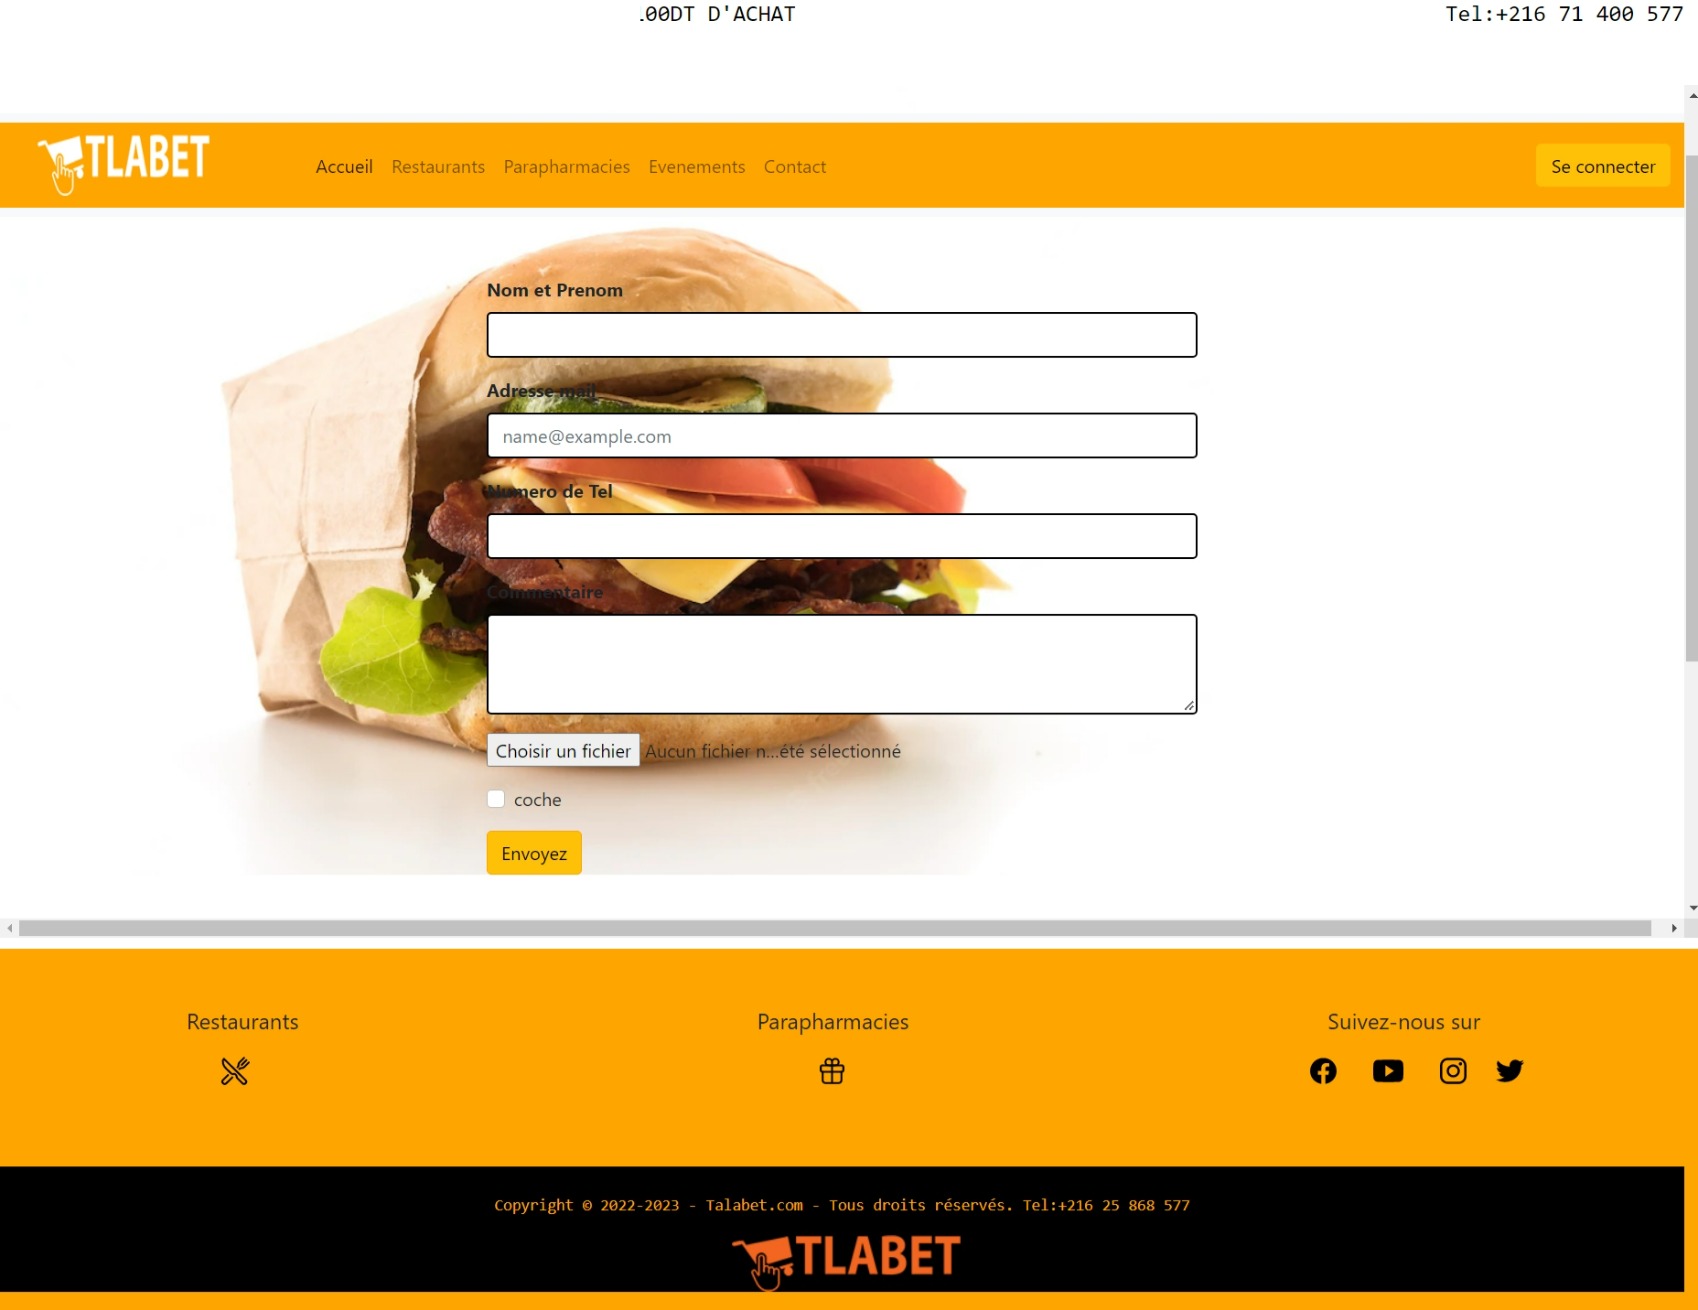 100DT D'ACHAT
Tel:+216 71 400 577
TLABET
Accueil Restaurants Parapharmacies Evenements Contact
Se connecter
Nom et Prenom
Adresse mail
name@example.com
Numero de Tel
Commentaire
Choisir un fichier Aucun fichier n...été sélectionné
coche
Envoyez
Restaurants
Parapharmacies
Suivez-nous sur
Copyright © 2022-2023 - Talabet.com - Tous droits réservés. Tel:+216 25 868 577
TLABET